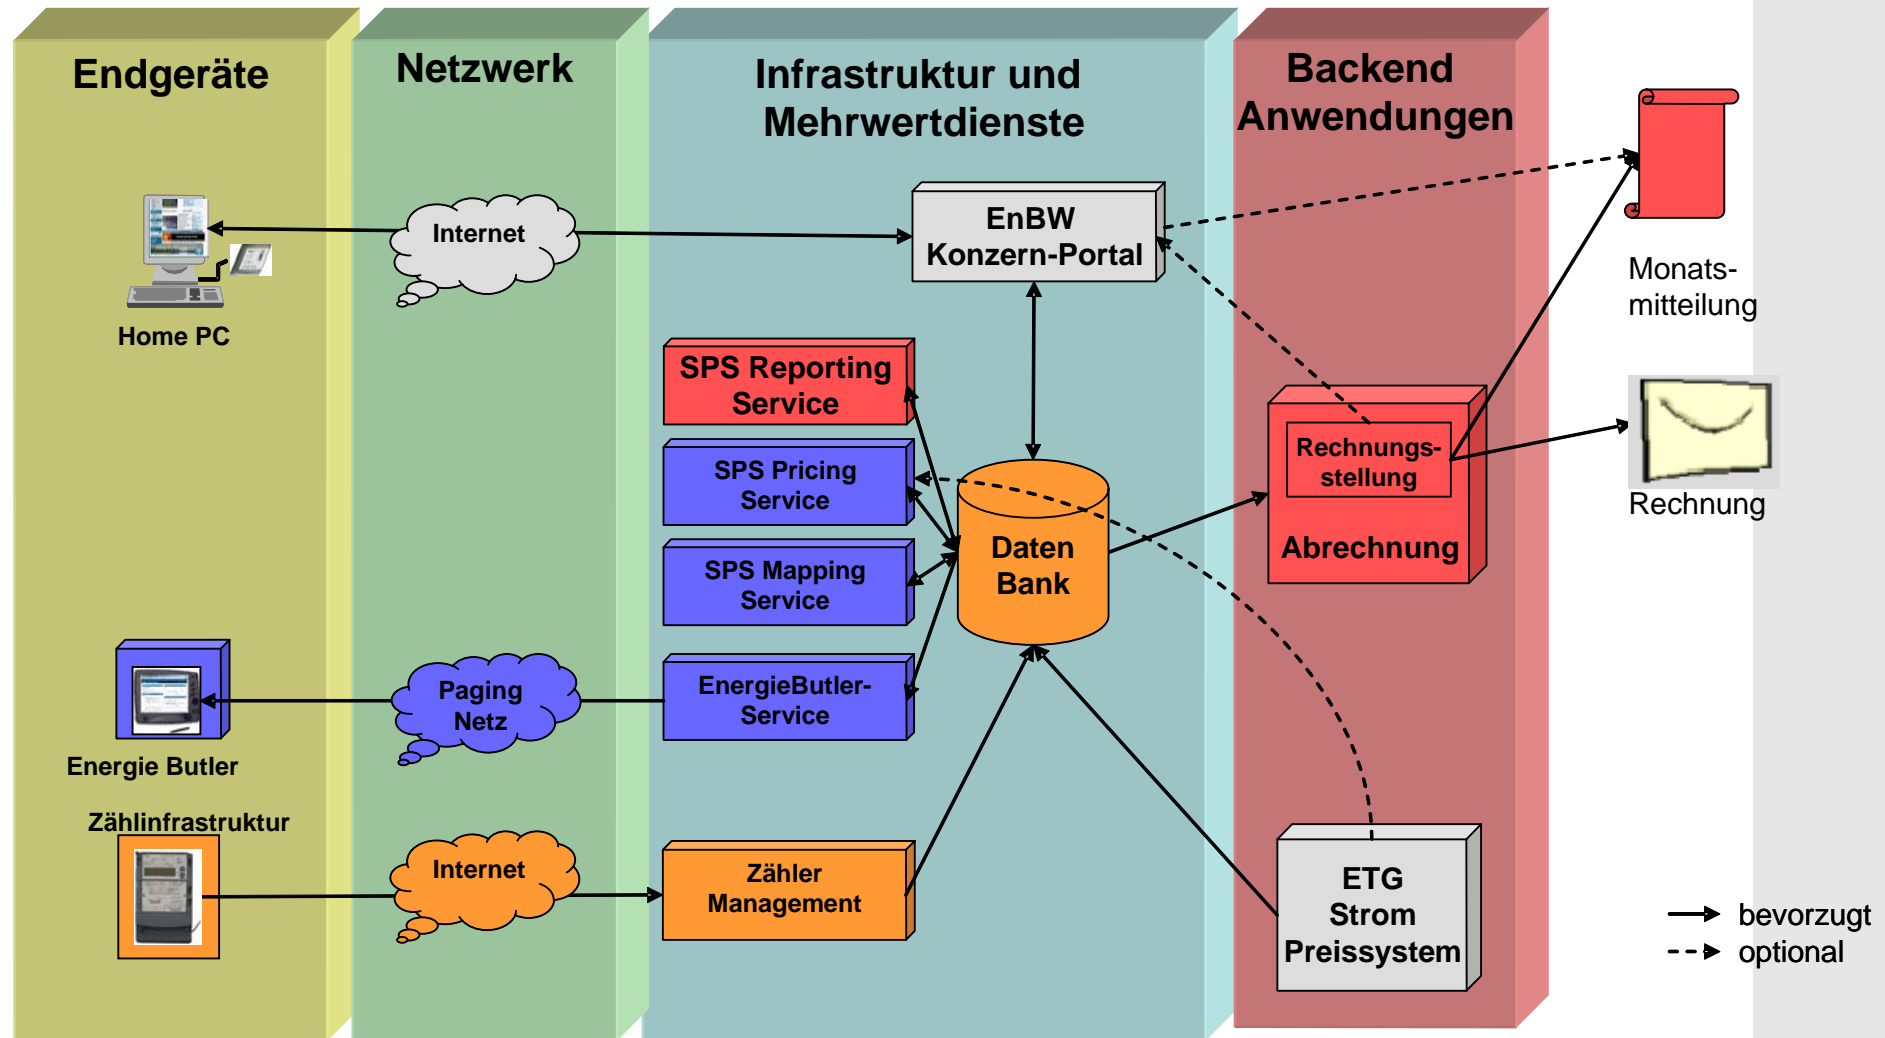 Endgeräte
Netzwerk
Infrastruktur und
Mehrwertdienste
Backend
Anwendungen
Internet
EnBW
Konzern-Portal
Home PC
Monats-
mitteilung
SPS Reporting
Service
SPS Pricing
Service
SPS Mapping
Service
EnergieButler-
Service
Daten
Bank
Rechnungs-
stellung
Abrechnung
Rechnung
Paging
Netz
Energie Butler
Zählinfrastruktur
Internet
Zähler
Management
ETG
Strom
Preissystem
bevorzugt
optional